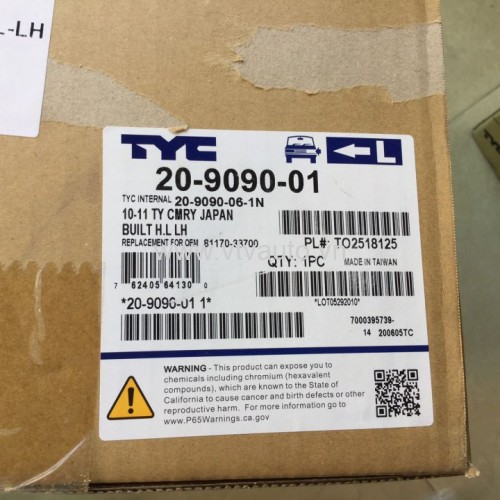 L-LH
TYC
L
20-9090-01
TYC INTERNAL 20-9090-06-1N
10-11 TY CMRY JAPAN
BUILT H.L LH
REPLACEMENT FOR OEM 81170-33700
PL#: TO2518125
QTY: 1PC MADE IN TAIWAN
7 62405 64130 0
*20-9090-01 1*
*LOT05292010*
7000395739-
14 200605TC
WARNING - This product can expose you to
chemicals including chromium (hexavalent
compounds), which are known to the State of
California to cause cancer and birth defects or other
reproductive harm. For more information go to
www.P65Warnings.ca.gov